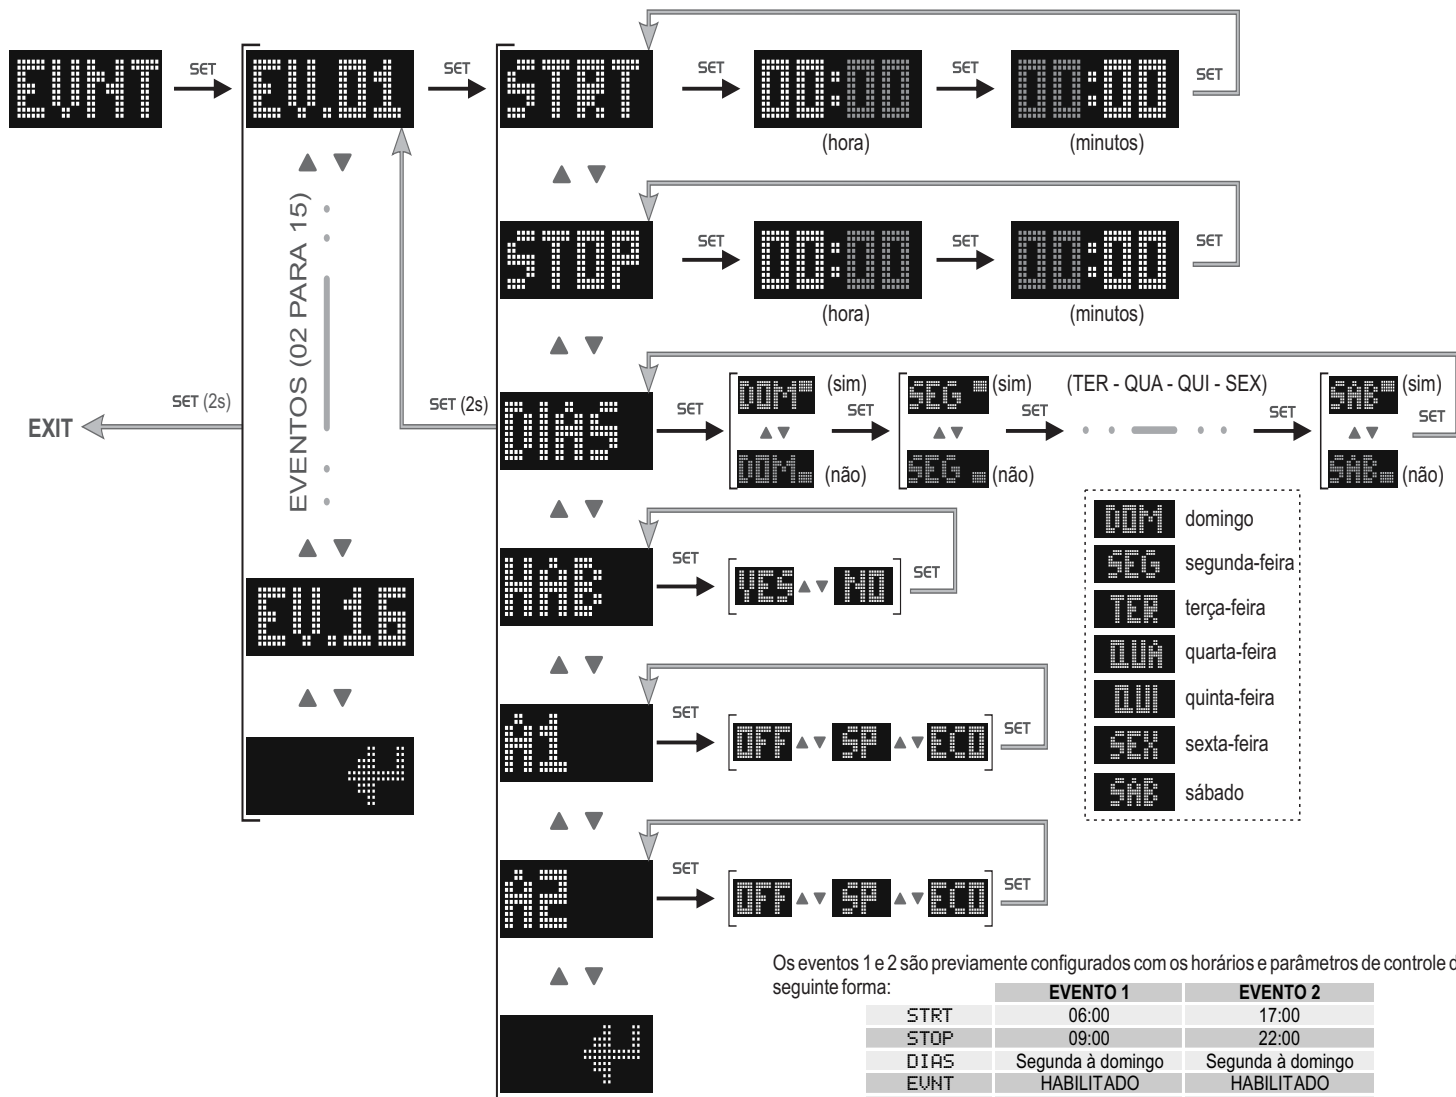 EVNT SET EV.01 SET STRT SET 00:00 SET 00:00 SET
(hora) (minutos)
EVENTOS (02 PARA 15)
STOP SET 00:00 SET 00:00 SET
(hora) (minutos)
EXIT SET (2s) SET (2s)
DIAS SET DOM (sim) SET SEG (sim) SET (TER - QUA - QUI - SEX) SET SAB (sim) SET
DOM (não) SEG (não) SAB (não)
EV.16
HAB SET YES NO SET
DOM domingo
SEG segunda-feira
TER terça-feira
QUA quarta-feira
QUI quinta-feira
SEX sexta-feira
SAB sábado
A1 SET OFF SP ECO SET
A2 SET OFF SP ECO SET
Os eventos 1 e 2 são previamente configurados com os horários e parâmetros de controle
seguinte forma:
EVENTO 1 EVENTO 2
STRT 06:00 17:00
STOP 09:00 22:00
DIAS Segunda à domingo Segunda à domingo
EVNT HABILITADO HABILITADO